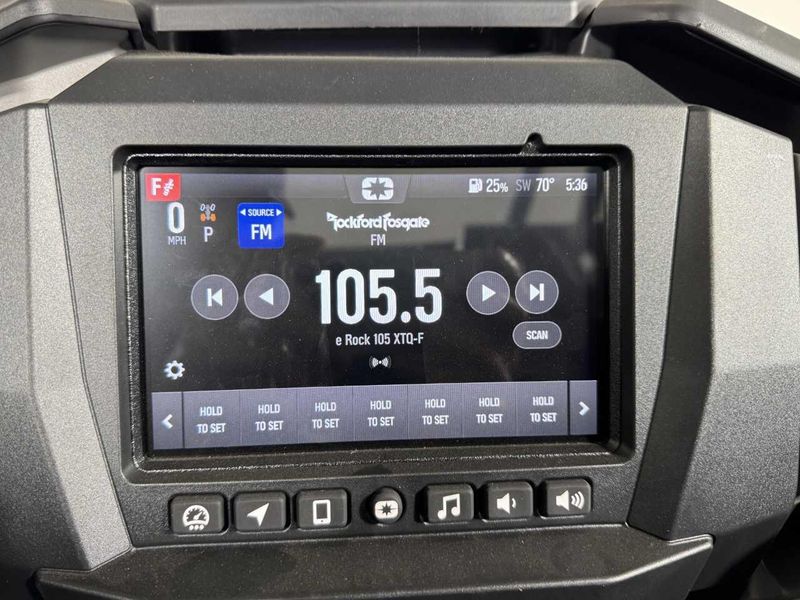 F
25% SW 70° 5:36
0
MPH
P
SOURCE
FM
Rockford Fosgate
FM
105.5
e Rock 105 XTQ-F
SCAN
HOLD TO SET
HOLD TO SET
HOLD TO SET
HOLD TO SET
HOLD TO SET
HOLD TO SET
HOLD TO SET